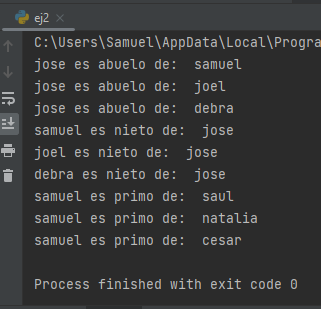 ej2
C:\Users\Samuel\AppData\Local\Progra
jose es abuelo de:  samuel
jose es abuelo de:  joel
jose es abuelo de:  debra
samuel es nieto de:  jose
joel es nieto de:  jose
debra es nieto de:  jose
samuel es primo de:  saul
samuel es primo de:  natalia
samuel es primo de:  cesar
Process finished with exit code 0